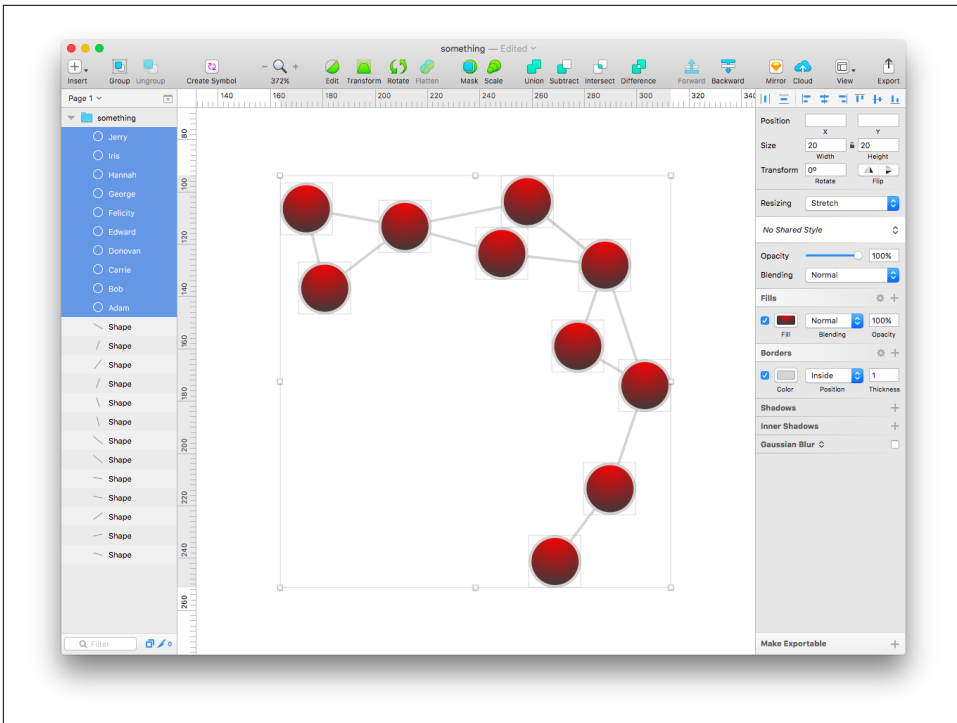 something — Edited
Insert Group Ungroup Create Symbol - 372% + Edit Transform Rotate Flatten Mask Scale Union Subtract Intersect Difference Forward Backward Mirror Cloud View Export
Page 1
140 160 180 200 220 240 260 280 300 320 340
80
100
120
140
160
180
200
220
240
260
something
Jerry
Iris
Hannah
George
Felicity
Edward
Donovan
Carrie
Bob
Adam
Shape
Shape
Shape
Shape
Shape
Shape
Shape
Shape
Shape
Shape
Shape
Shape
Shape
Filter 0
Position
X Y
Size 20 20
Width Height
Transform 0º
Rotate Flip
Resizing Stretch
No Shared Style
Opacity 100%
Blending Normal
Fills
Normal 100%
Fill Blending Opacity
Borders
Inside 1
Color Position Thickness
Shadows
Inner Shadows
Gaussian Blur
Make Exportable